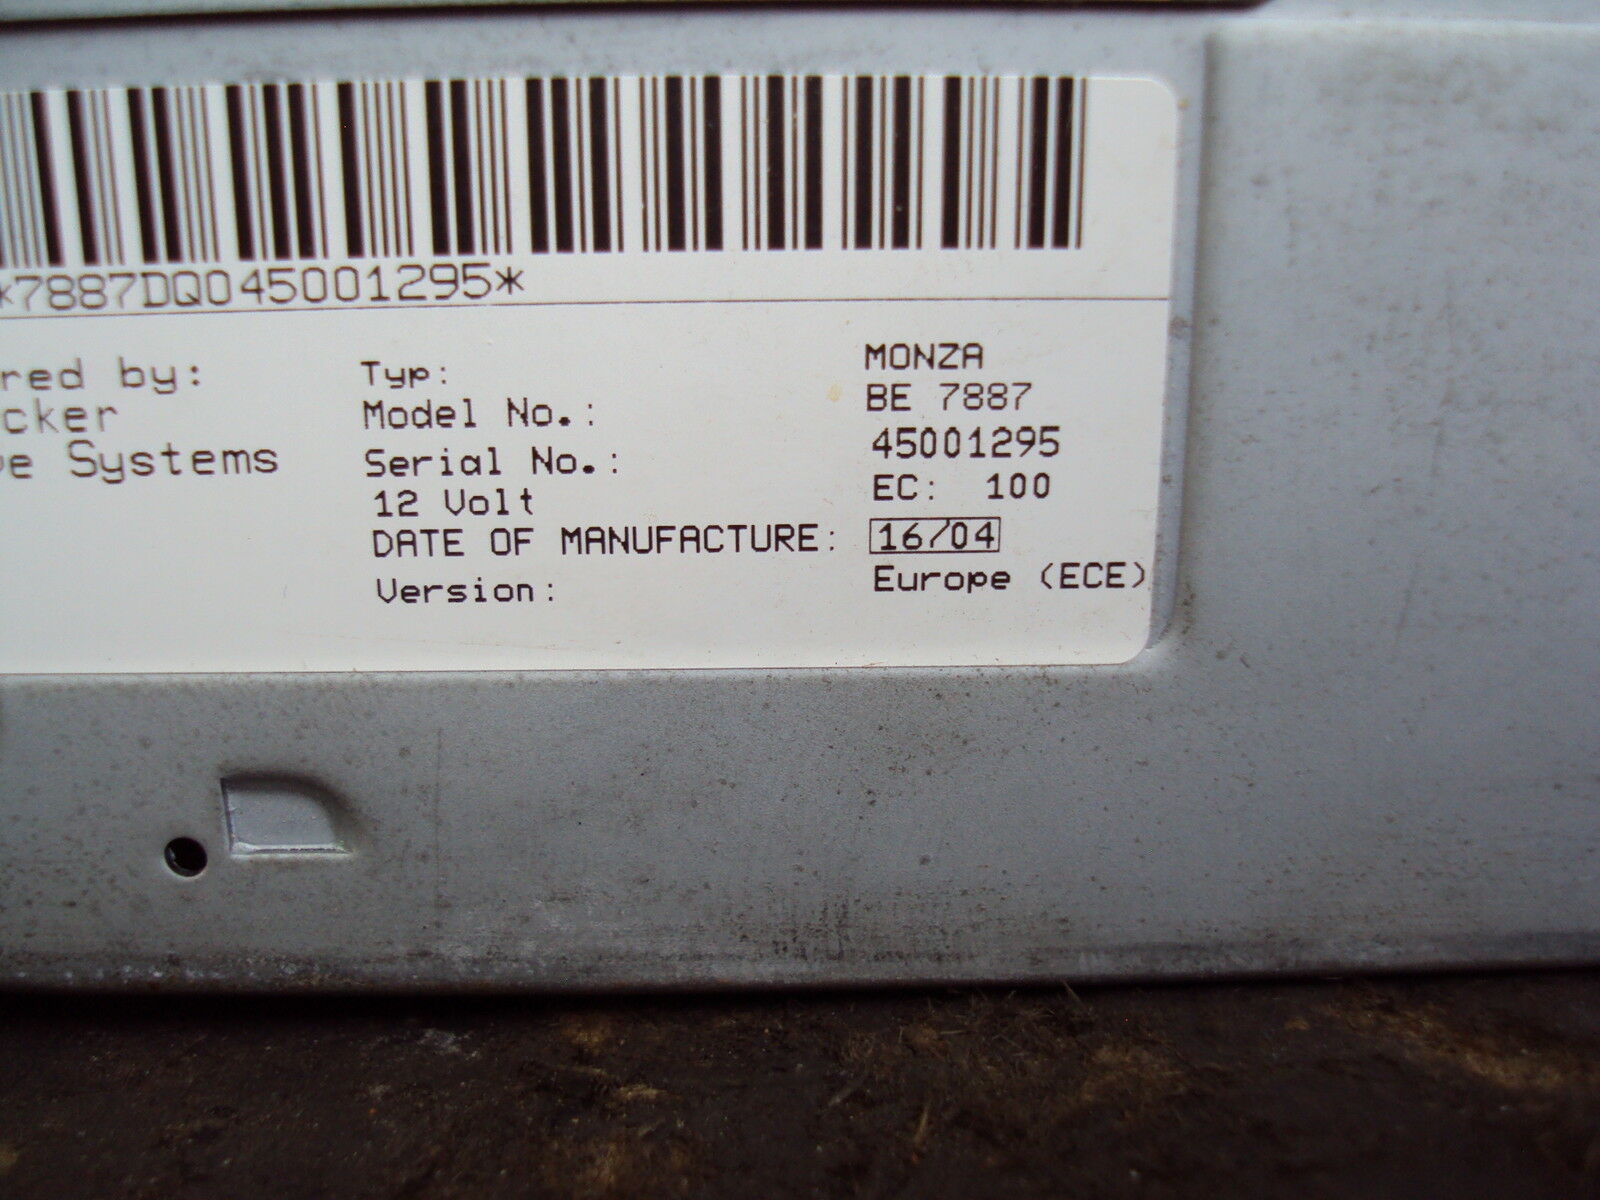 *7887DQ045001295*
red by:
cker
e Systems
Typ: MONZA
Model No.: BE 7887
Serial No.: 45001295
12 Volt EC: 100
DATE OF MANUFACTURE: 16/04
Version: Europe (ECE)